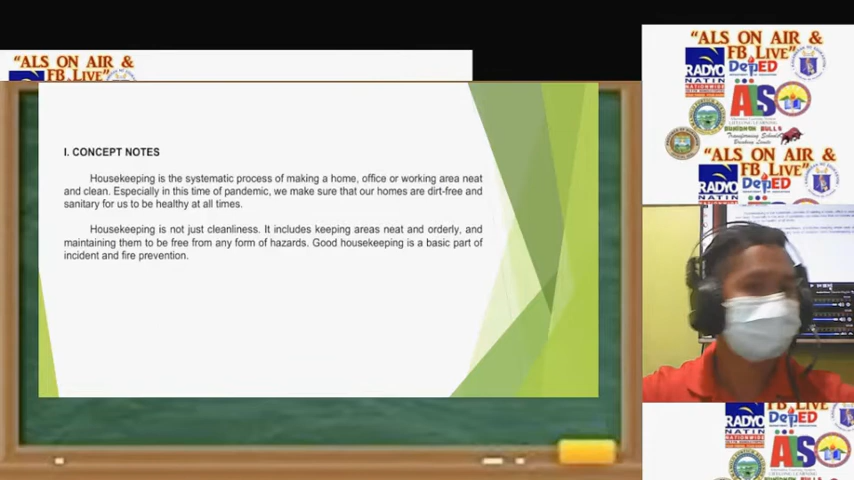 "ALS ON AIR &
FB LIVE"
I. CONCEPT NOTES
Housekeeping is the systematic process of making a home, office or working area neat
and clean. Especially in this time of pandemic, we make sure that our homes are dirt-free and
sanitary for us to be healthy at all times.
Housekeeping is not just cleanliness. It includes keeping areas neat and orderly, and
maintaining them to be free from any form of hazards. Good housekeeping is a basic part of
incident and fire prevention.
"ALS ON AIR &
FB LIVE"
RADYO
NATIN
NATIONWIDE
DepED
ALS
"ALS ON AIR &
FB LIVE"
RADYO
DepED
FB LIVE"
RADYO
NATIN
NATIONWIDE
DepED
ALS